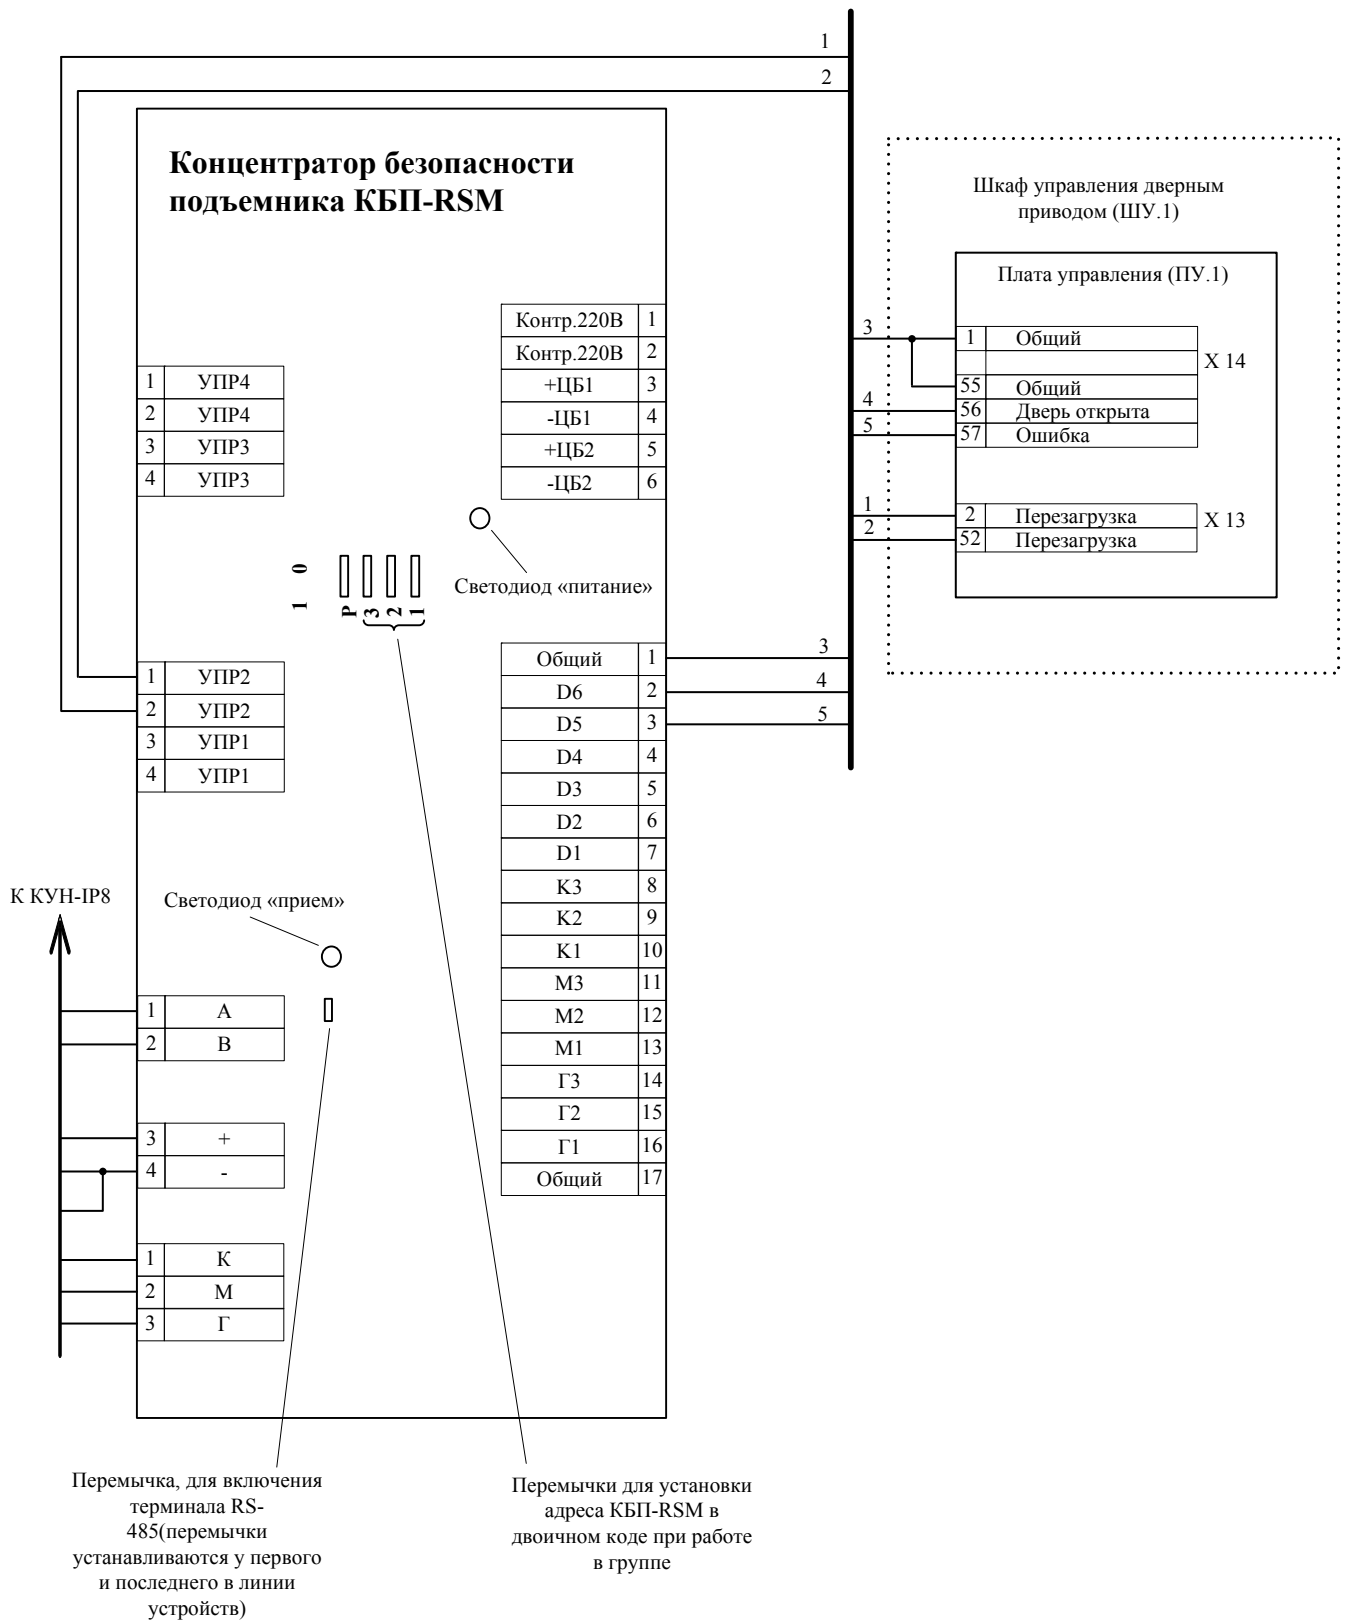 1
2
Концентратор безопасности
подъемника КБП-RSM
Шкаф управления дверным
приводом (ШУ.1)
Плата управления (ПУ.1)
3
1 Общий
X 14
55 Общий
4
56 Дверь открыта
5
57 Ошибка
1
2 Перезагрузка
X 13
2
52 Перезагрузка
Контр.220В 1
Контр.220В 2
+ЦБ1 3
-ЦБ1 4
+ЦБ2 5
-ЦБ2 6
1 УПР4
2 УПР4
3 УПР3
4 УПР3
Светодиод «питание»
1 0
P 3 2 1
1 УПР2
2 УПР2
3 УПР1
4 УПР1
Общий 1
3
D6 2
4
D5 3
5
D4 4
D3 5
D2 6
D1 7
К3 8
К2 9
К1 10
М3 11
М2 12
М1 13
Г3 14
Г2 15
Г1 16
Общий 17
К КУН-IP8
Светодиод «прием»
1 А
2 В
3 +
4 -
1 К
2 М
3 Г
Перемычка, для включения
терминала RS-
485(перемычки
устанавливаются у первого
и последнего в линии
устройств)
Перемычки для установки
адреса КБП-RSM в
двоичном коде при работе
в группе